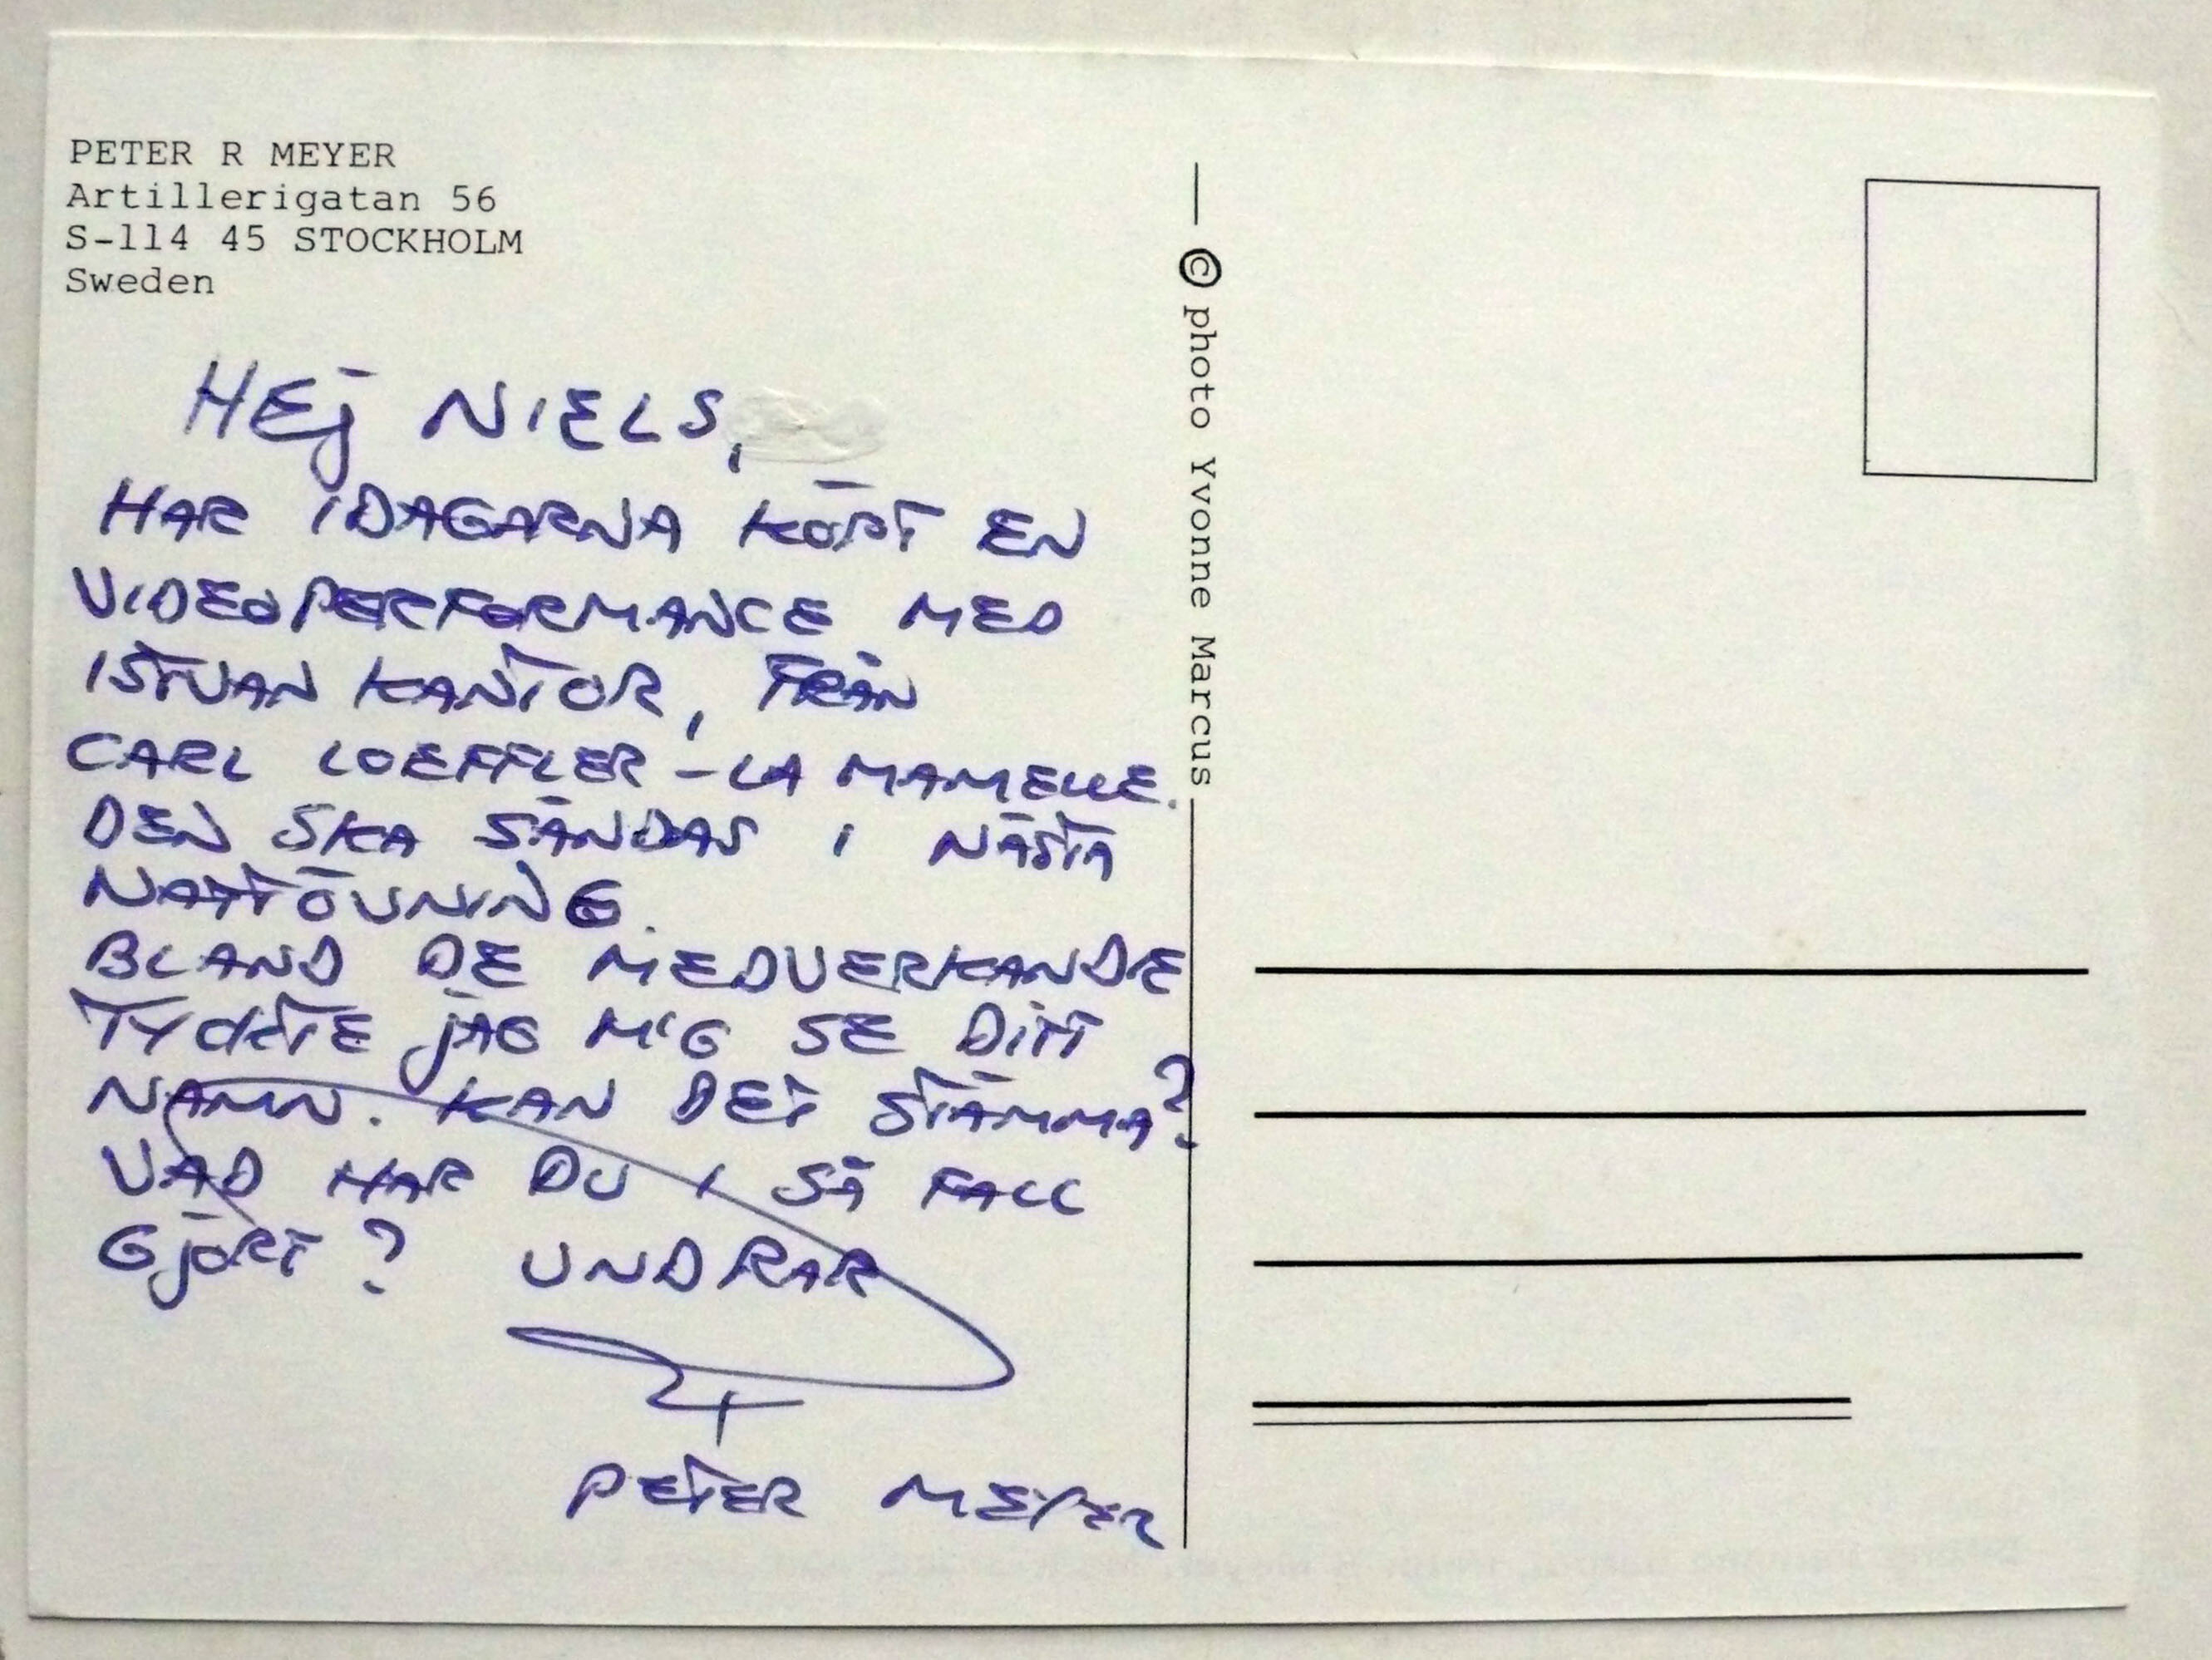 PETER R MEYER
Artillerigatan 56
S-114 45 STOCKHOLM
Sweden
HEJ NIELS,
HAR IDAGARNA KÖRT EN
VIDEOPERFORMANCE MED
ISTVAN KANTOR, FRÅN
CARL LOEFFLER – LA MAMELLE.
DEN SKA SÄNDAS I NÄSTA
NATTÖVNING.
BLAND DE MEDVERKANDE
TYCKTE JAG MIG SE DITT
NAMN. KAN DET STÄMMA?
VAD HAR DU I SÅ FALL
GJORT? UNDRAR
PETER MEYER
© photo Yvonne Marcus